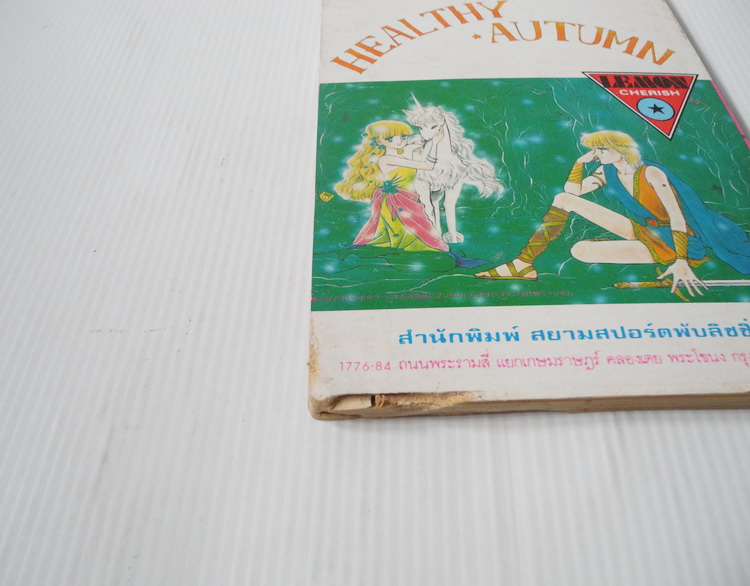 HEALTHY
AUTUMN
LEMON
CHERISH
สำนักพิมพ์ สยามสปอร์ตพับลิชชิ่
1776-84 ถนนพระรามสี่ แยกเกษมราษฎร์ คลองเตย พระโขนง กรุ